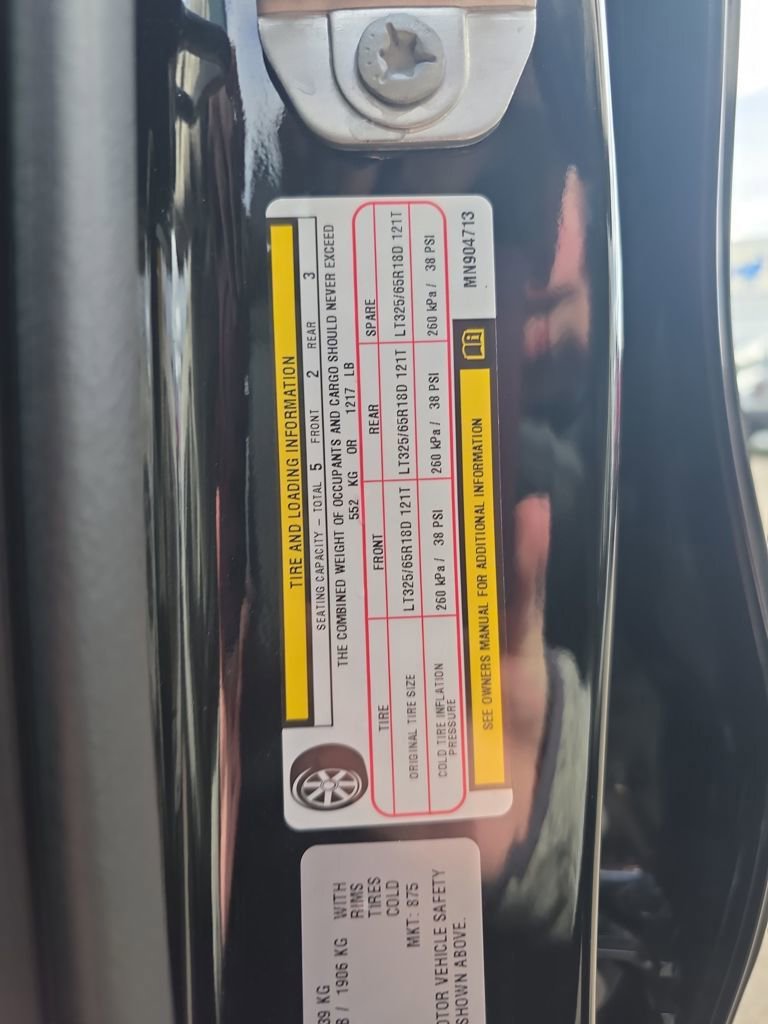 TIRE AND LOADING INFORMATION
SEATING CAPACITY – TOTAL 5 FRONT 2 REAR 3
THE COMBINED WEIGHT OF OCCUPANTS AND CARGO SHOULD NEVER EXCEED
552 KG OR 1217 LB
TIRE FRONT REAR SPARE
ORIGINAL TIRE SIZE LT325/65R18D 121T LT325/65R18D 121T LT325/65R18D 121T
COLD TIRE INFLATION PRESSURE 260 kPa / 38 PSI 260 kPa / 38 PSI 260 kPa / 38 PSI
SEE OWNERS MANUAL FOR ADDITIONAL INFORMATION
MN904713
39 KG
B / 1906 KG WITH
RIMS
TIRES
COLD
MKT: 875
OTOR VEHICLE SAFETY
SHOWN ABOVE.